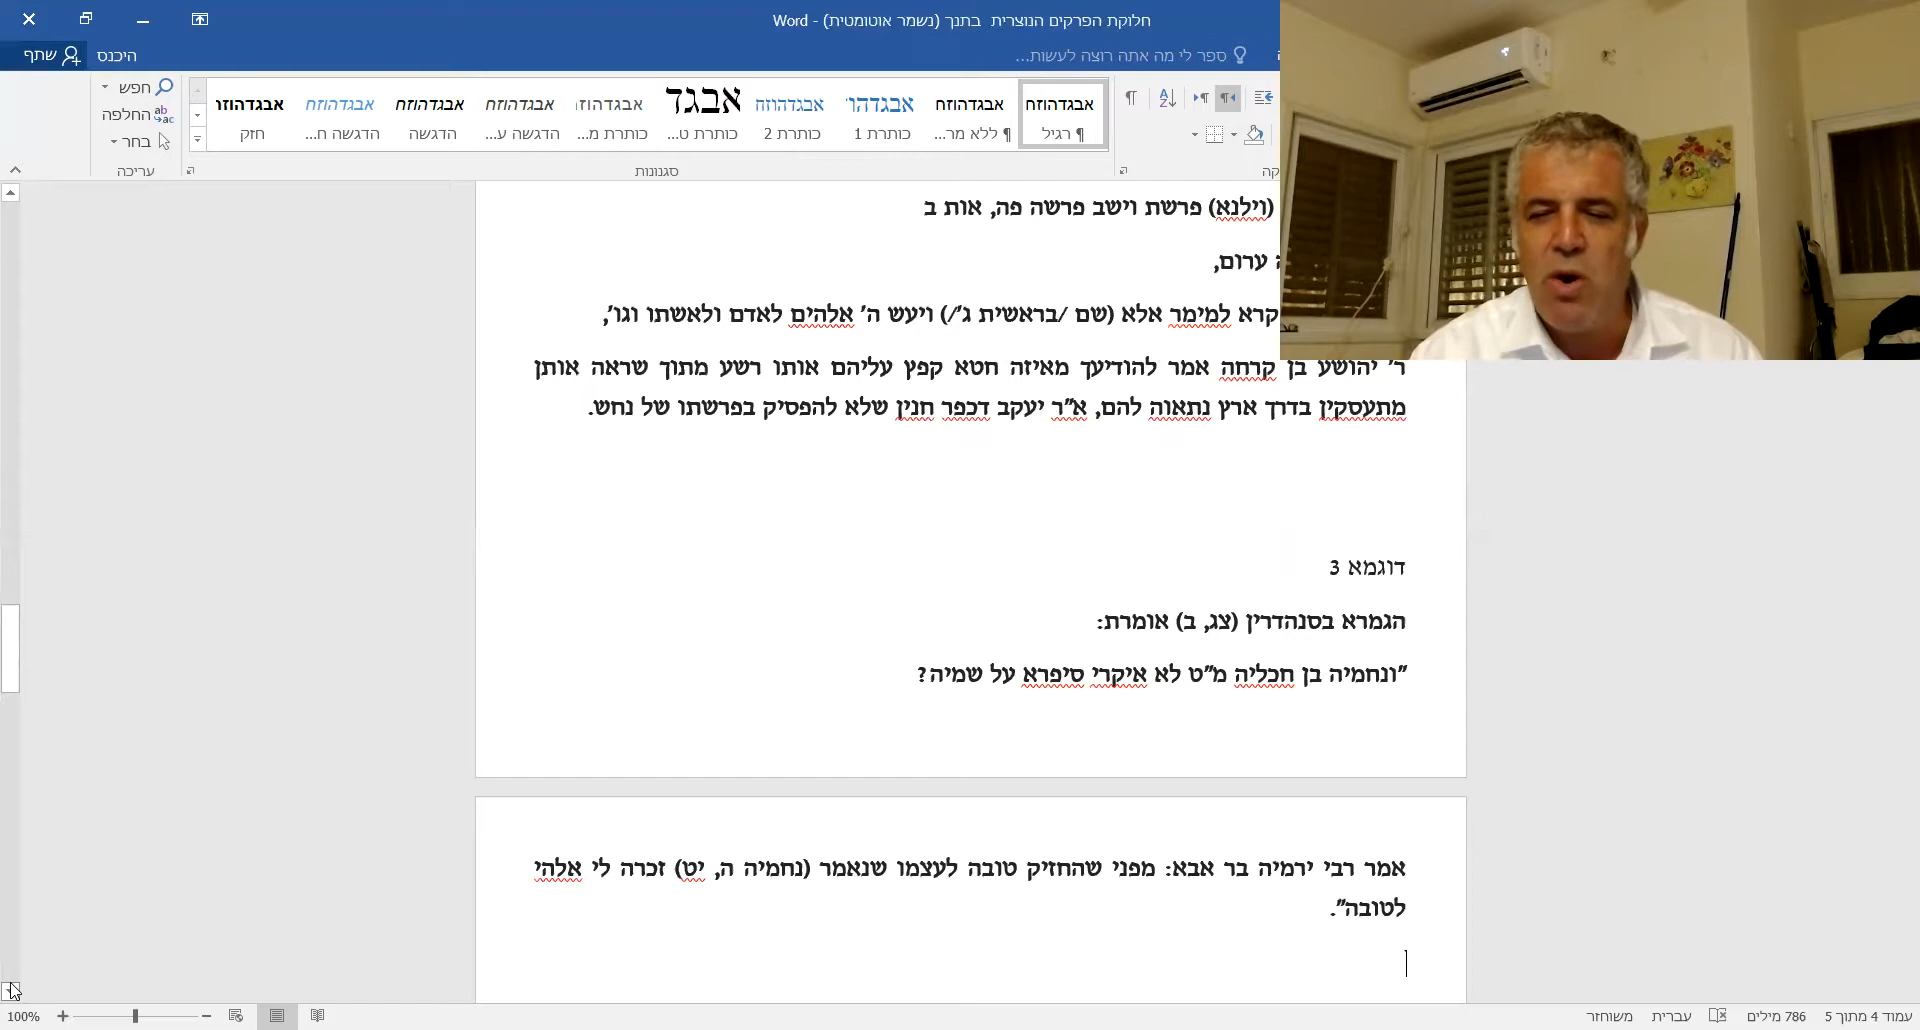 חלוקת הפרקים הנוצרית בתנך (נשמר אוטומטית) - Word
ספר לי מה אתה רוצה לעשות...
היכנס
שתף
אבגדהוזח
אבגדהוזח
אבגדהו
אבגדהוזח
אבגד
אבגדהוז
אבגדהוזח
אבגדהוזח
אבגדהוזח
אבגדהוזח
¶ רגיל
¶ ללא מר...
כותרת 1
כותרת 2
כותרת ט...
כותרת מ...
הדגשה ע...
הדגשה
הדגשה ח...
חזק
חפש
החלפה
בחר
סגנונות
עריכה
(וילנא) פרשת וישב פרשה פה, אות ב
ערום,
קרא למימר אלא (שם /בראשית ג'/) ויעש ה' אלהים לאדם ולאשתו וגו',
ר' יהושע בן קרחה אמר להודיעך מאיזה חטא קפץ עליהם אותו רשע מתוך שראה אותן
מתעסקין בדרך ארץ נתאוה להם, א"ר יעקב דכפר חנין שלא להפסיק בפרשתו של נחש.
דוגמא 3
הגמרא בסנהדרין (צג, ב) אומרת:
"ונחמיה בן חכליה מ"ט לא איקרי סיפרא על שמיה?
אמר רבי ירמיה בר אבא: מפני שהחזיק טובה לעצמו שנאמר (נחמיה ה, יט) זכרה לי אלהי
לטובה".
עמוד 4 מתוך 5
786 מילים
עברית
משוחזר
100%